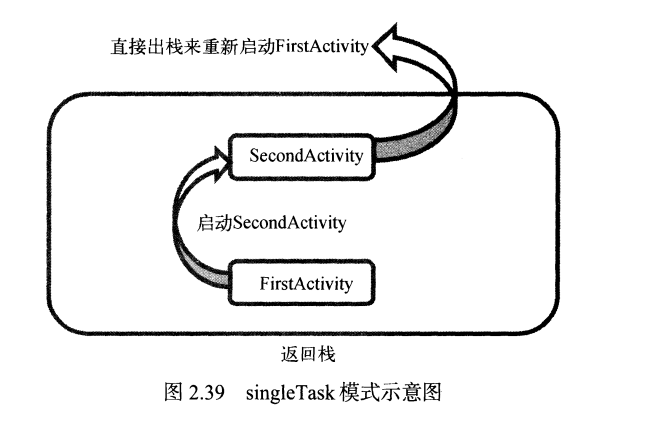 直接出栈来重新启动FirstActivity
SecondActivity
启动SecondActivity
FirstActivity
返回栈
图 2.39 singleTask 模式示意图